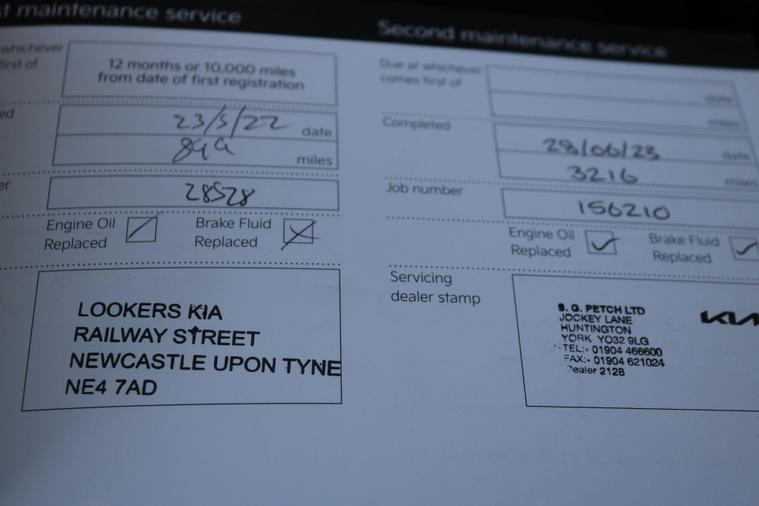 t maintenance service
whichever
first of
12 months or 10,000 miles
from date of first registration
ed
23/5/22 date
899 miles
er
28528
Engine Oil
Replaced
Brake Fluid
Replaced
LOOKERS KIA
RAILWAY STREET
NEWCASTLE UPON TYNE
NE4 7AD
Second maintenance service
Due at whichever
comes first of
date
miles
Completed
28/06/23 date
3216 miles
Job number
156210
Engine Oil
Replaced
Brake Fluid
Replaced
Servicing
dealer stamp
S. G. PETCH LTD
JOCKEY LANE
HUNTINGTON
YORK YO32 9LG
TEL:- 01904 466600
FAX:- 01904 621024
ealer 2128
KIA